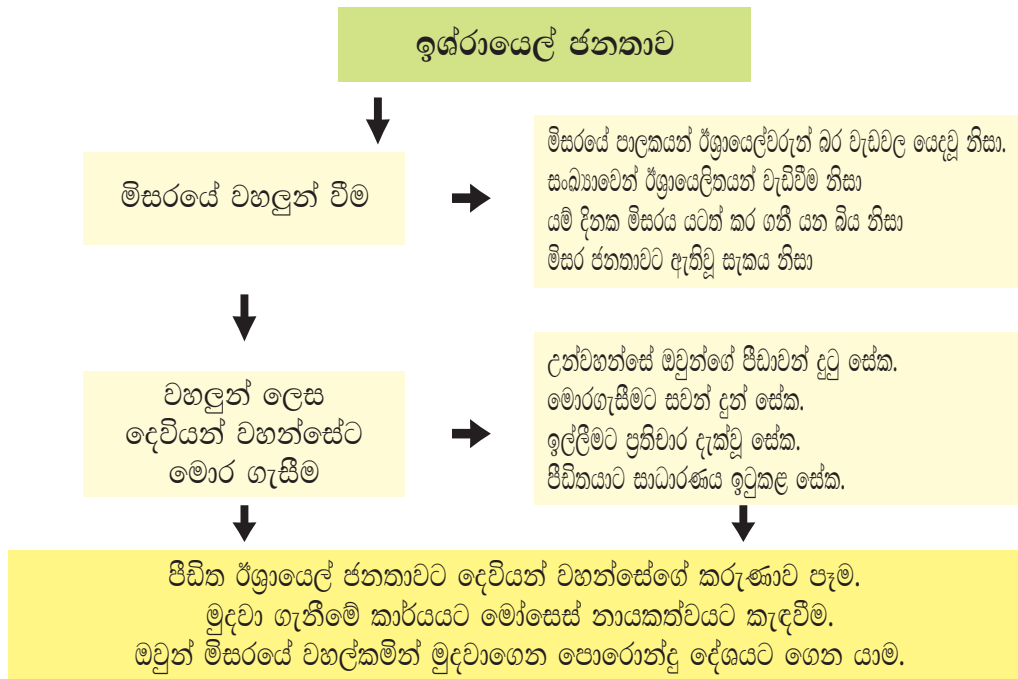 ඉශ්රායෙල් ජනතාව
මිසරයේ වහලුන් වීම
මිසරයේ පාලකයන් ඊශ්‍රායෙල්වරුන් බර වැඩවල යෙදවූ නිසා.
සංඛ්‍යාවෙන් ඊශ්‍රායෙලිතයන් වැඩිවීම නිසා
යම් දිනක මිසරය යටත් කර ගනී යන බිය නිසා
මිසර ජනතාවට ඇතිවූ සැකය නිසා
වහලුන් ලෙස
දෙවියන් වහන්සේට
මොර ගැසීම
උන්වහන්සේ ඔවුන්ගේ පීඩාවන් දුටු සේක.
මොරගැසීමට සවන් දුන් සේක.
ඉල්ලීමට ප්‍රතිචාර දැක්වූ සේක.
පීඩිතයාට සාධාරණය ඉටුකළ සේක.
පීඩිත ඊශ්‍රායෙල් ජනතාවට දෙවියන් වහන්සේගේ කරුණාව පෑම.
මුදවා ගැනීමේ කාර්යයට මෝසෙස් නායකත්වයට කැඳවීම.
ඔවුන් මිසරයේ වහල්කමින් මුදවාගෙන පොරොන්දු දේශයට ගෙන යාම.